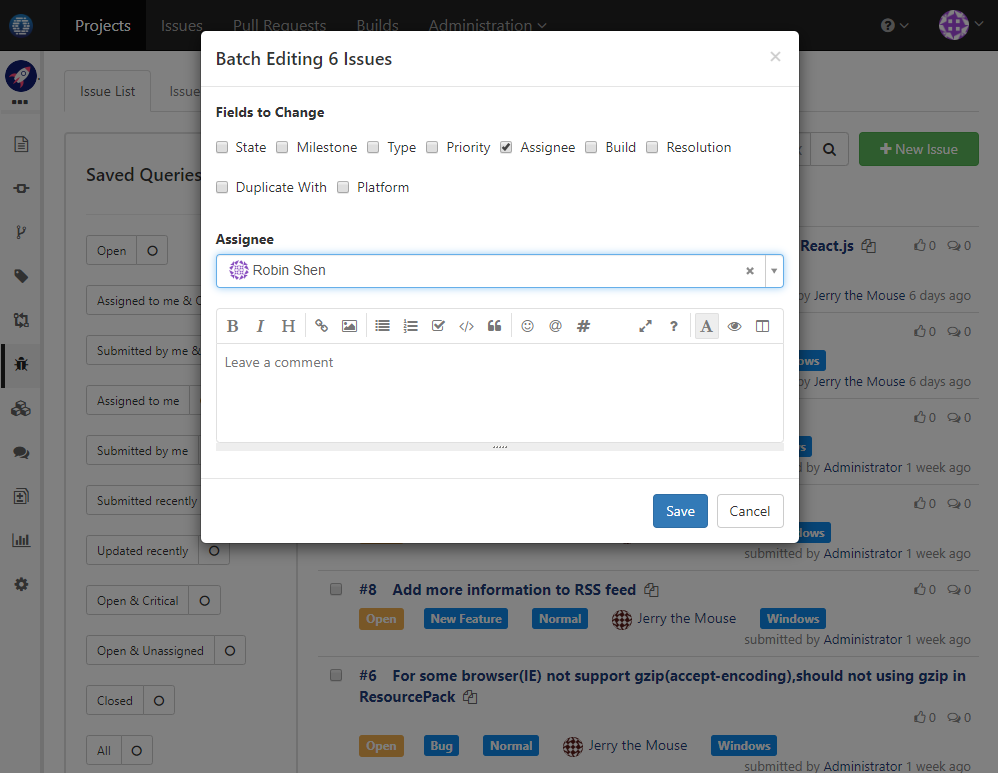 Projects Issues Pull Requests Builds Administration
Batch Editing 6 Issues
×
Fields to Change
State Milestone Type Priority Assignee Build Resolution
Duplicate With Platform
Assignee
Robin Shen ×
B I H </> @ # ? A
Leave a comment
Save Cancel
Issue List Issue
New Issue
Saved Queries
Open
Assigned to me &
Submitted by me &
Assigned to me
Submitted by me
Submitted recently
Updated recently
Open & Critical
Open & Unassigned
Closed
All
React.js 0 0
by Jerry the Mouse 6 days ago
0 0
ows
by Jerry the Mouse 6 days ago
0 0
s
submitted by Administrator 1 week ago
0 0
lows
submitted by Administrator 1 week ago
#8 Add more information to RSS feed 0 0
Open New Feature Normal Jerry the Mouse Windows
submitted by Administrator 1 week ago
#6 For some browser(IE) not support gzip(accept-encoding),should not using gzip in
ResourcePack
0 0
Open Bug Normal Jerry the Mouse Windows
submitted by Administrator 1 week ago